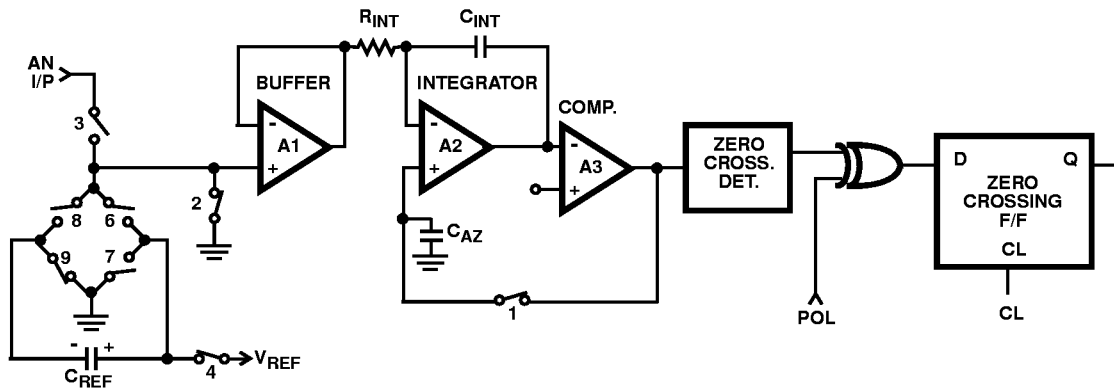 R_INT
C_INT
AN
I/P
BUFFER
INTEGRATOR
COMP.
3
-
A1
+
-
A2
+
-
A3
+
ZERO
CROSS.
DET.
D
Q
ZERO
CROSSING
F/F
CL
2
8
6
9
7
C_AZ
1
POL
CL
-
+
C_REF
4
V_REF